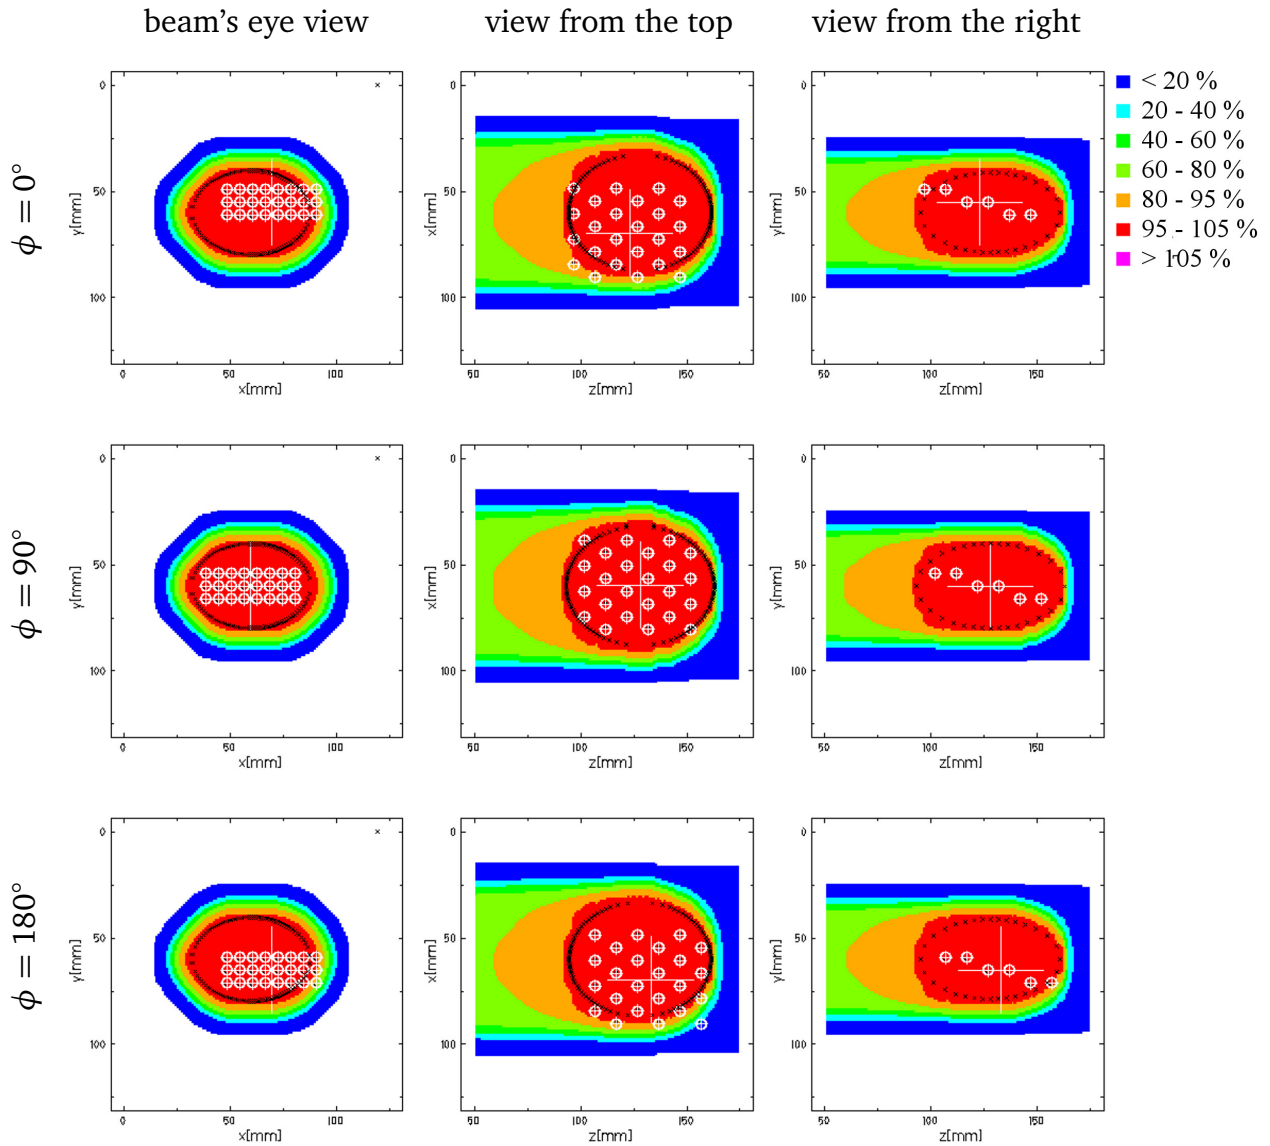 beam's eye view view from the top view from the right
< 20 %
20 - 40 %
40 - 60 %
60 - 80 %
80 - 95 %
95 - 105 %
> 105 %
ϕ = 0°
0
50
100
y[mm]
0 50 100
x[mm]
0
50
100
x[mm]
50 100 150
z[mm]
0
50
100
y[mm]
50 100 150
z[mm]
ϕ = 90°
0
50
100
y[mm]
0 50 100
x[mm]
0
50
100
x[mm]
50 100 150
z[mm]
0
50
100
y[mm]
50 100 150
z[mm]
ϕ = 180°
0
50
100
y[mm]
0 50 100
x[mm]
0
50
100
x[mm]
50 100 150
z[mm]
0
50
100
y[mm]
50 100 150
z[mm]